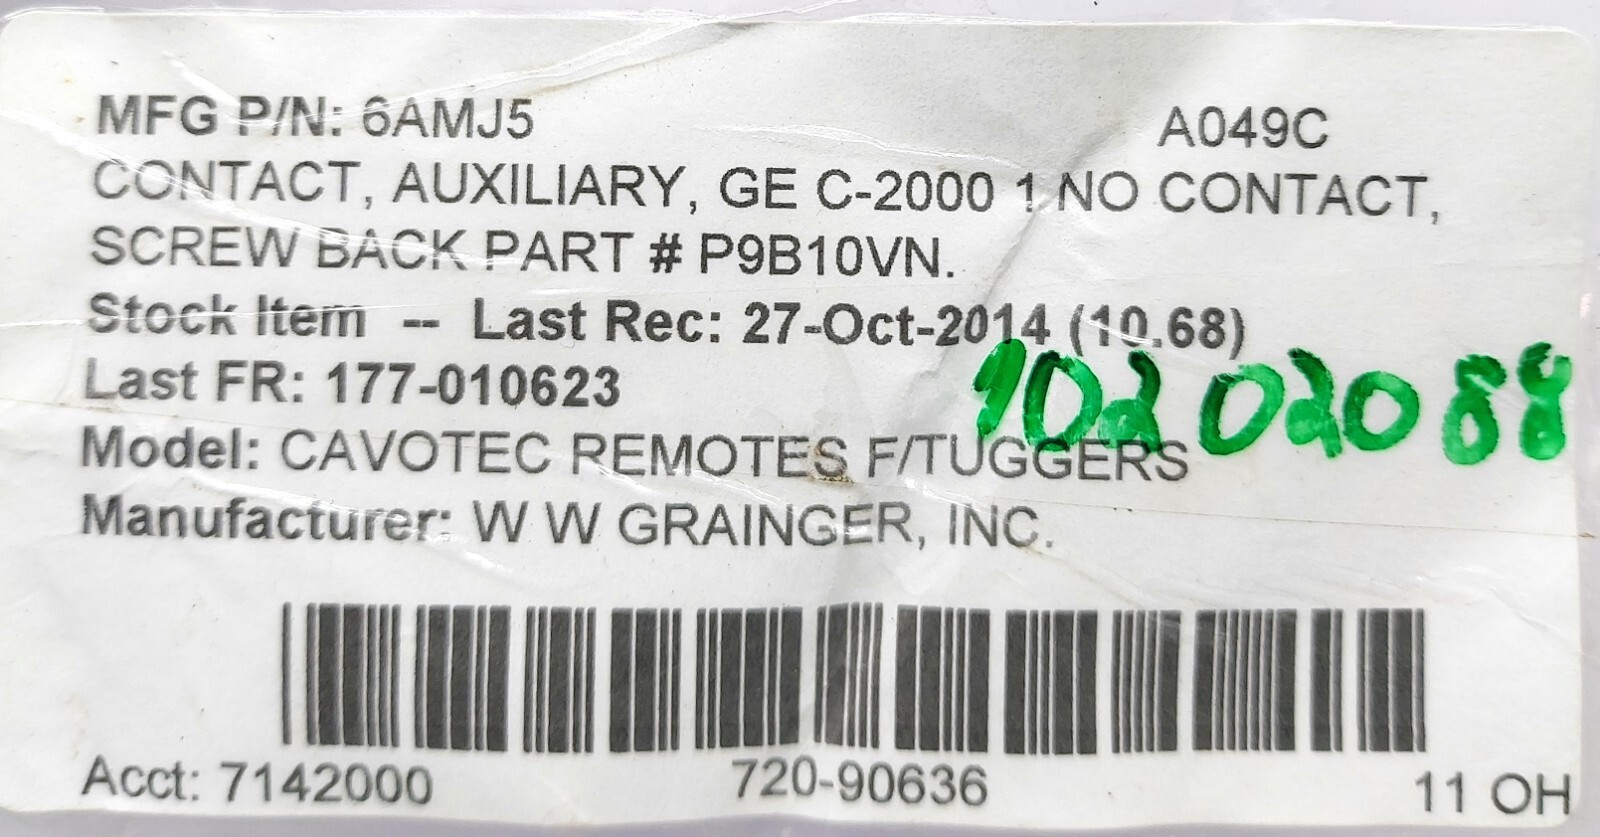 MFG P/N: 6AMJ5 A049C
CONTACT, AUXILIARY, GE C-2000 1 NO CONTACT,
SCREW BACK PART # P9B10VN.
Stock Item -- Last Rec: 27-Oct-2014 (10.68)
Last FR: 177-010623 10202088
Model: CAVOTEC REMOTES F/TUGGERS
Manufacturer: W W GRAINGER, INC.
Acct: 7142000 720-90636 11 OH